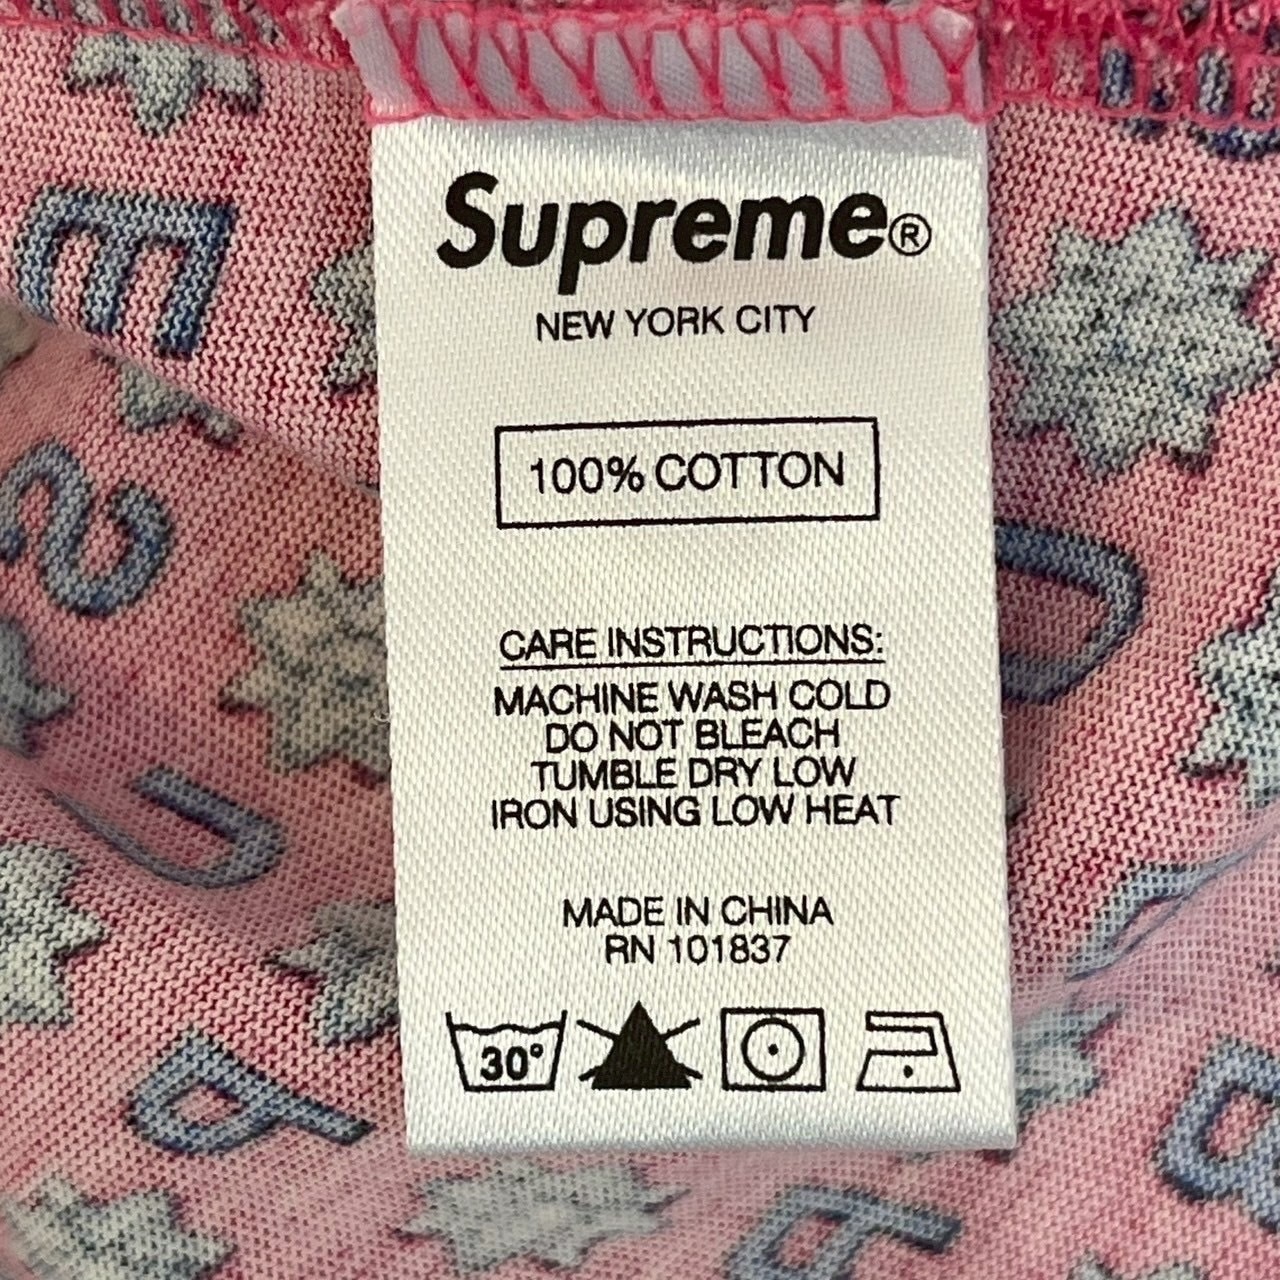 Supreme®
NEW YORK CITY
100% COTTON
CARE INSTRUCTIONS:
MACHINE WASH COLD
DO NOT BLEACH
TUMBLE DRY LOW
IRON USING LOW HEAT
MADE IN CHINA
RN 101837
30°